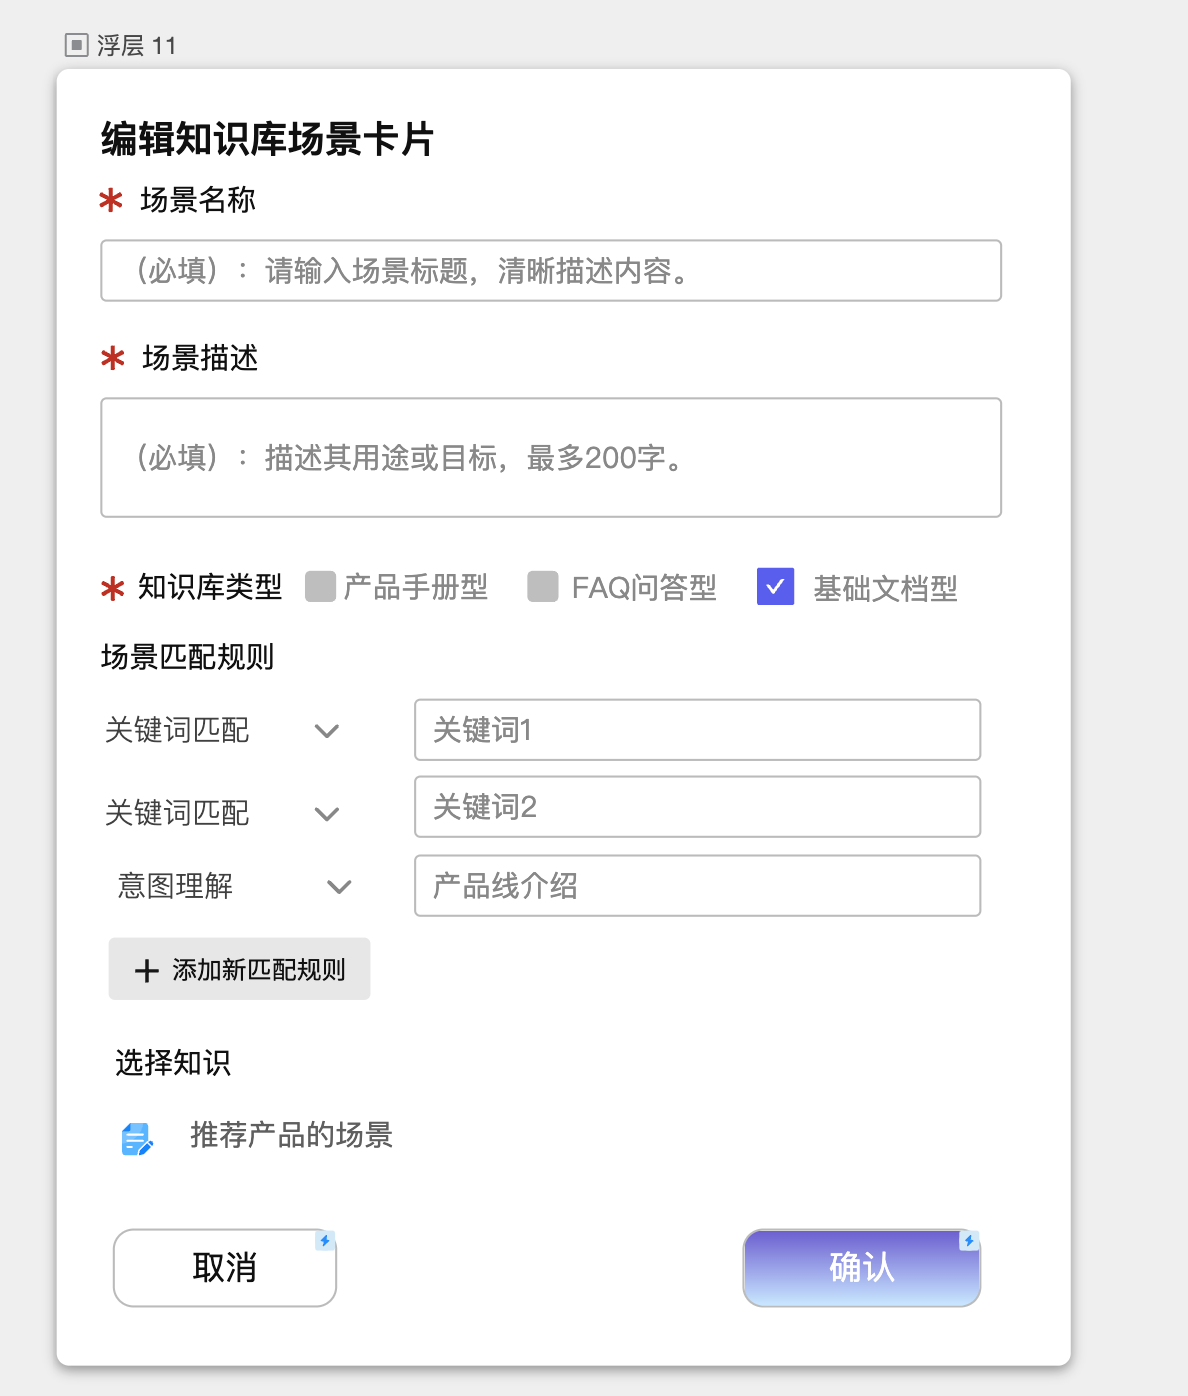 浮层 11
编辑知识库场景卡片
* 场景名称
（必填）：请输入场景标题，清晰描述内容。
* 场景描述
（必填）：描述其用途或目标，最多200字。
* 知识库类型 产品手册型 FAQ问答型 基础文档型
场景匹配规则
关键词匹配 关键词1
关键词匹配 关键词2
意图理解 产品线介绍
+ 添加新匹配规则
选择知识
推荐产品的场景
取消 确认